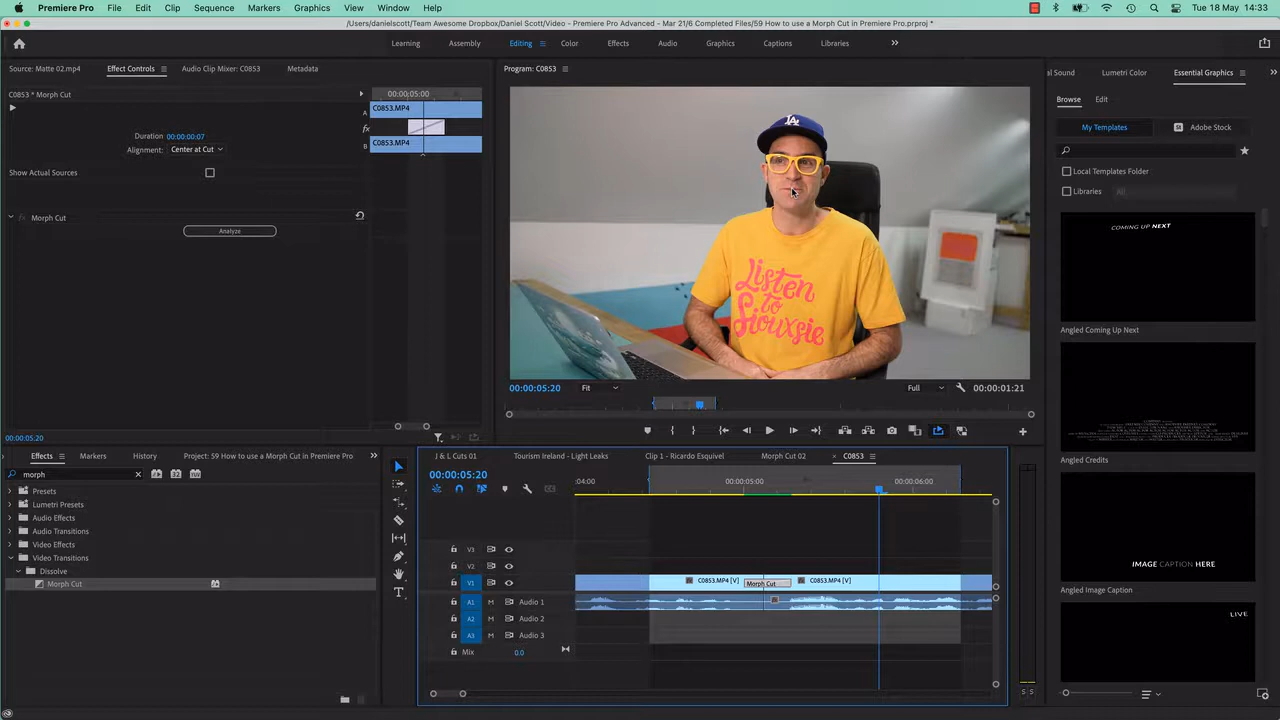 Premiere Pro File Edit Clip Sequence Markers Graphics View Window Help Tue 18 May 14:33
/Users/danielscott/Team Awesome Dropbox/Daniel Scott/Video - Premiere Pro Advanced - Mar 21/6 Completed Files/59 How to use a Morph Cut in Premiere Pro.prproj *
Learning Assembly Editing Color Effects Audio Graphics Captions Libraries
Source: Matte 02.mp4 Effect Controls Audio Clip Mixer: C0853 Metadata
Program: C0853
al Sound Lumetri Color Essential Graphics
C0853 * Morph Cut
00:00:05:00
A C0853.MP4
fx
B C0853.MP4
Duration 00:00:00:07
Alignment: Center at Cut
Show Actual Sources
fx Morph Cut
Analyze
00:00:05:20
LA
Listen
to
Siouxsie
00:00:05:20 Fit Full 00:00:01:21
Browse Edit
My Templates St Adobe Stock
Local Templates Folder
Libraries All
COMING UP NEXT
Angled Coming Up Next
Angled Credits
IMAGE CAPTION HERE
Angled Image Caption
LIVE
Effects Markers History Project: 59 How to use a Morph Cut in Premiere Pro
morph
Presets
Lumetri Presets
Audio Effects
Audio Transitions
Video Effects
Video Transitions
Dissolve
Morph Cut
J & L Cuts 01 Tourism Ireland - Light Leaks Clip 1 - Ricardo Esquivel Morph Cut 02 × C0853
00:00:05:20
:04:00 00:00:05:00 00:00:06:00
V3
V2
V1 C0853.MP4 [V] Morph Cut C0853.MP4 [V]
A1 M Audio 1
A2 M Audio 2
A3 M Audio 3
Mix 0.0
S S